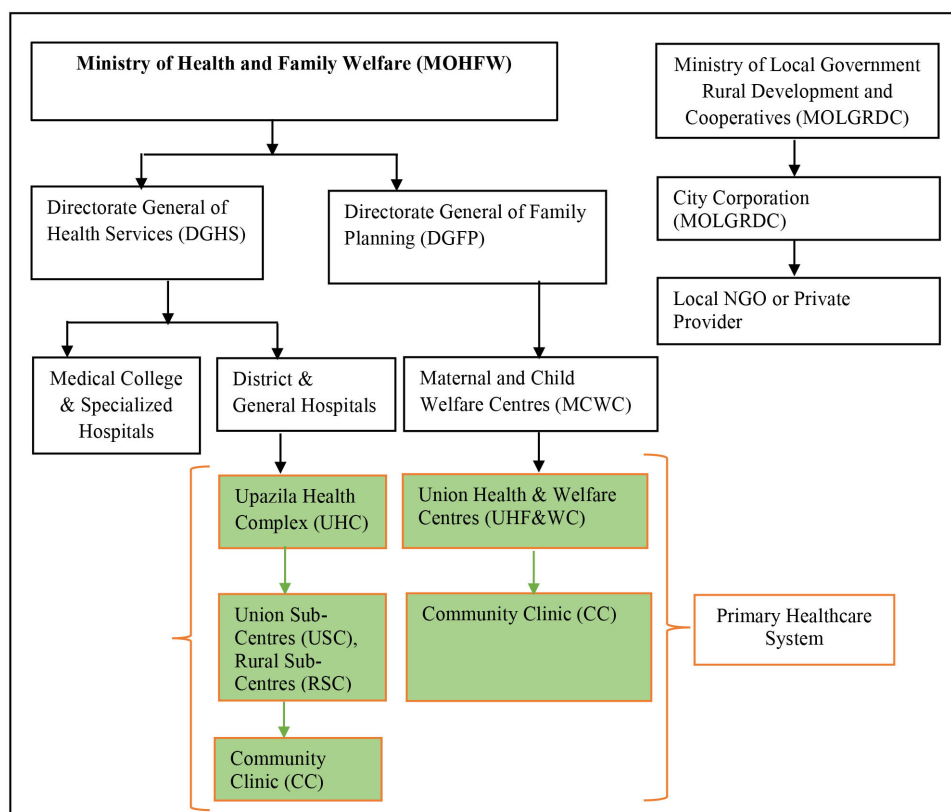 Ministry of Health and Family Welfare (MOHFW)
Ministry of Local Government
Rural Development and
Cooperatives (MOLGRDC)
Directorate General of
Health Services (DGHS)
Directorate General of Family
Planning (DGFP)
City Corporation
(MOLGRDC)
Local NGO or Private
Provider
Medical College
& Specialized
Hospitals
District &
General Hospitals
Maternal and Child
Welfare Centres (MCWC)
Upazila Health
Complex (UHC)
Union Health & Welfare
Centres (UHF&WC)
Union Sub-
Centres (USC),
Rural Sub-
Centres (RSC)
Community Clinic (CC)
Primary Healthcare
System
Community
Clinic (CC)